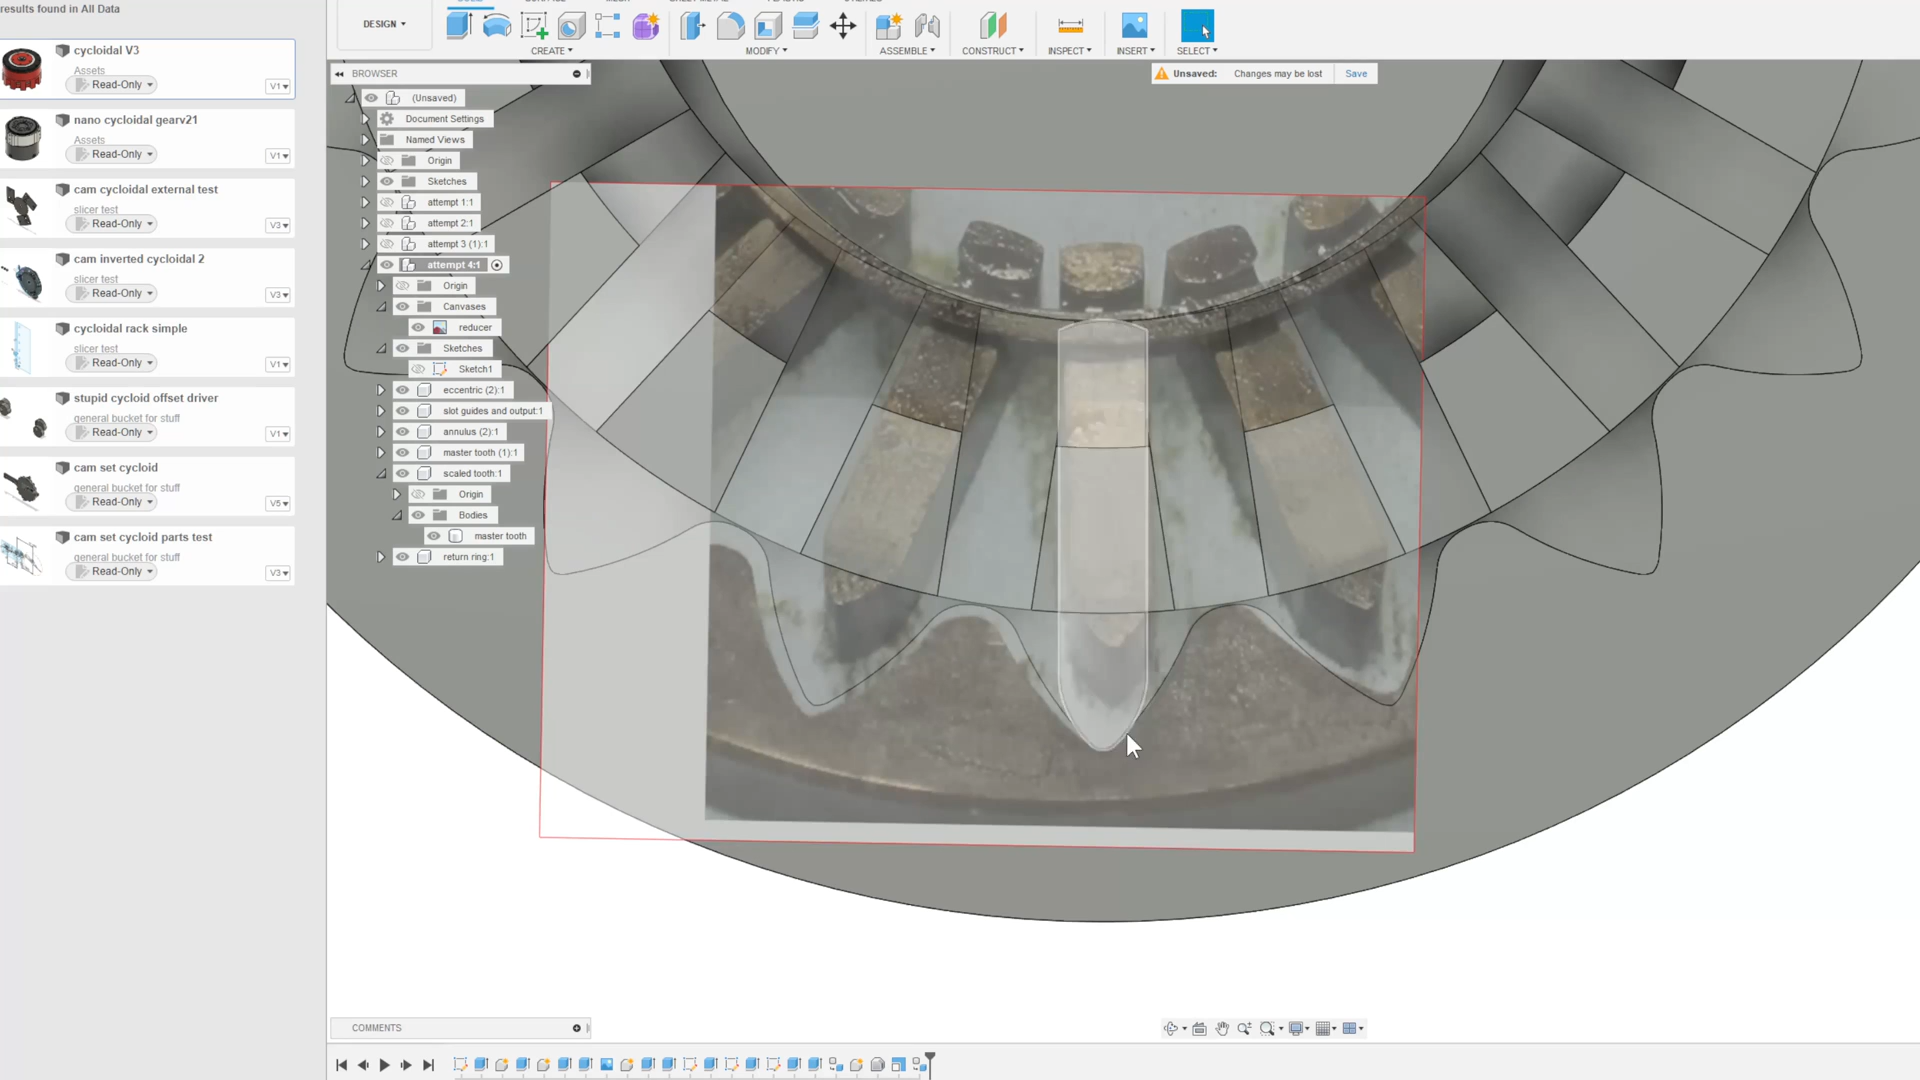 results found in All Data
cycloidal V3
Assets
Read-Only
V1
nano cycloidal gearv21
Assets
Read-Only
V1
cam cycloidal external test
slicer test
Read-Only
V3
cam inverted cycloidal 2
slicer test
Read-Only
V3
cycloidal rack simple
slicer test
Read-Only
V1
stupid cycloid offset driver
general bucket for stuff
Read-Only
V1
cam set cycloid
general bucket for stuff
Read-Only
V5
cam set cycloid parts test
general bucket for stuff
Read-Only
V3
DESIGN
CREATE
MODIFY
ASSEMBLE
CONSTRUCT
INSPECT
INSERT
SELECT
BROWSER
Unsaved: Changes may be lost Save
(Unsaved)
Document Settings
Named Views
Origin
Sketches
attempt 1:1
attempt 2:1
attempt 3 (1):1
attempt 4:1
Origin
Canvases
reducer
Sketches
Sketch1
eccentric (2):1
slot guides and output:1
annulus (2):1
master tooth (1):1
scaled tooth:1
Origin
Bodies
master tooth
return ring:1
COMMENTS